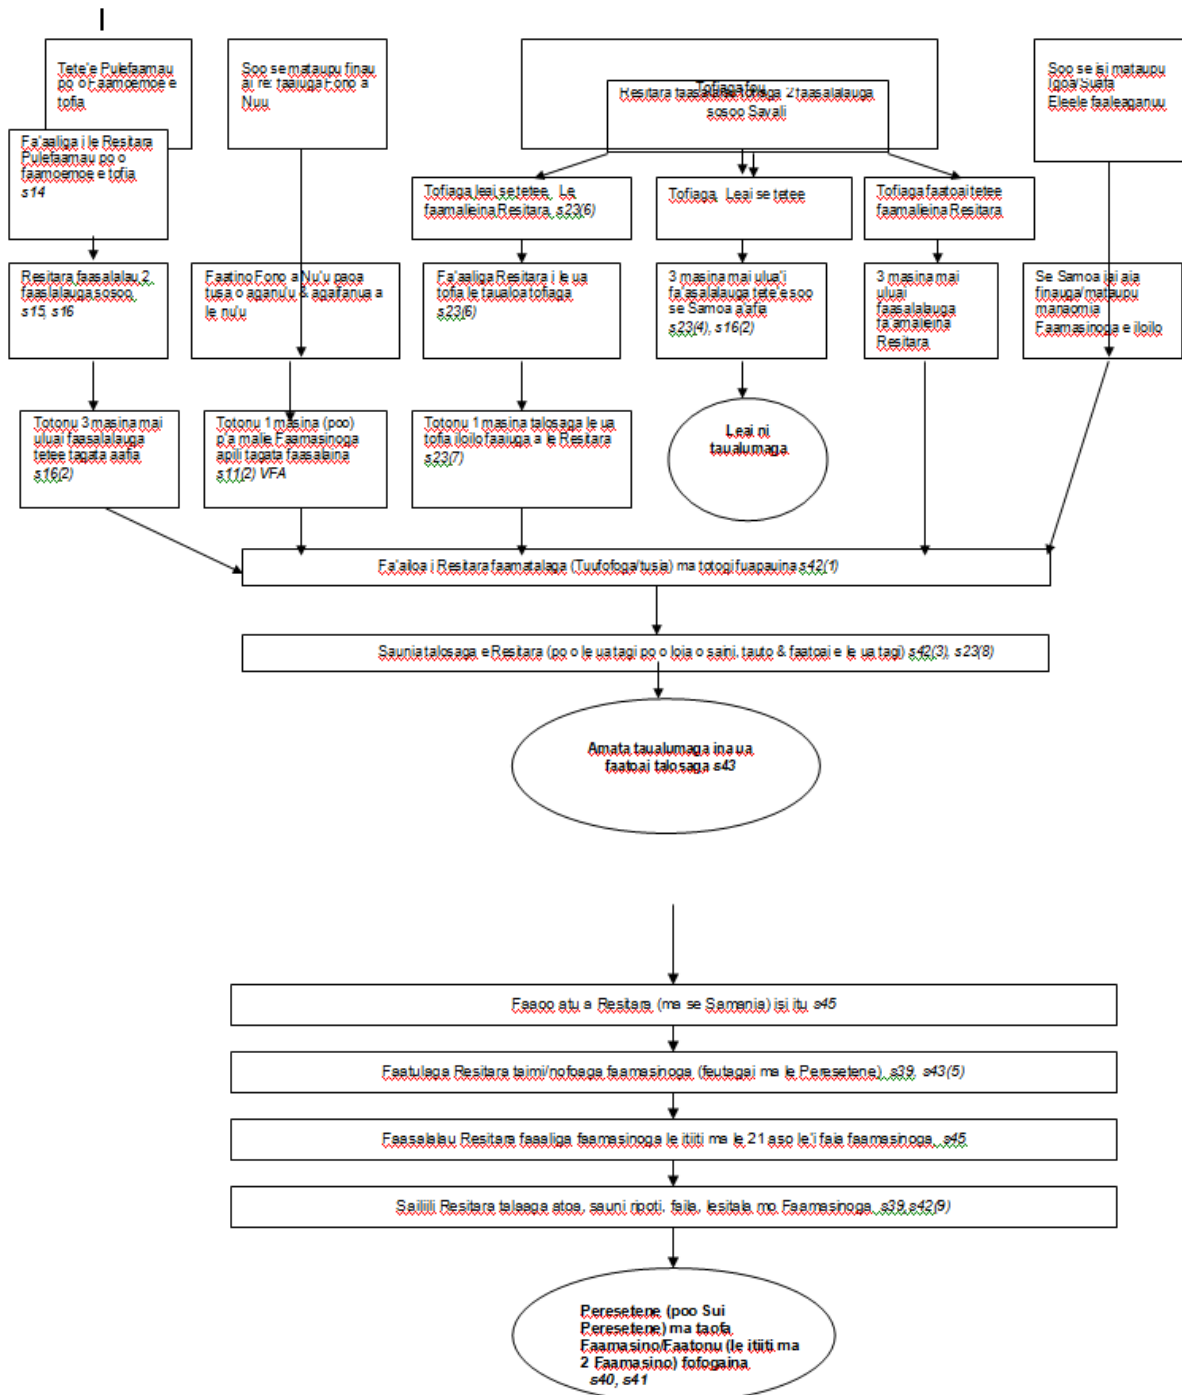 Tete'e Pulefaamau
po o Faamoemoe e
tofia
Soo se mataupu finau
ai re: faaiuga Fono a
Nuu
Tofiaga fou
sosoo Savali
Soo se isi mataupu
Igoa/Suafa
Eleele faaleaganuu
Fa'aaliga i le Resitara
Pulefaamau po o
faamoemoe e tofia
s14
Tofiaga leai se tetee. Le
faamalieina Resitara s23(6)
Tofiaga. Leai se tetee
Tofiaga faatoai tetee
faamalieina Resitara
Resitara faasalalau 2
faaslalauga sosoo,
s15, s16
Faatino Fono a Nu'u paoa
tusa o aganu'u & agaifanua a
le nu'u
Fa'aaliga Resitara i le ua
tofia le taualoa tofiaga
s23(6)
3 masina mai ulua'i
fa'asalalauga tete'e soo
se Samoa a'afia
s23(4), s16(2)
3 masina mai
uluai
faasalalauga
fa'amalieina
Resitara
Se Samoa iai aia
finauga/mataupu
manaomia
Faamasinoga e iloilo
Totonu 3 masina mai
uluai faasalalauga
tetee tagata aafia
s16(2)
Totonu 1 masina (poo)
p'a malie Faamasinoga
apili tagata faasalaina
s11(2) VFA
Totonu 1 masina talosaga le ua
tofia iloilo faaiuga a le Resitara
s23(7)
Leai ni
taualumaga
Fa'ailoa i Resitara faamatalaga (Tuufofoga/tusia) ma totogi fuapauina s42(1)
Saunia talosaga e Resitara (po o le ua tagi po o loia o saini, tauto & faatoai e le ua tagi) s42(3), s23(8)
Amata taualumaga ina ua
faatoai talosaga s43
Faaoo atu a Resitara (ma se Samania) isi itu s45
Faatulaga Resitara taimi/nofoaga faamasinoga (feutagai ma le Peresetene) s39, s43(5)
Faasalalau Resitara faaaliga faamasinoga le itiiti ma le 21 aso le'i faia faamasinoga, s45
Sailiili Resitara talaaga atoa, sauni ripoti, faila, lesitala mo Faamasinoga, s39,s42(9)
Peresetene (poo Sui
Peresetene) ma taofa
Faamasino/Faatonu (le itiiti ma
2 Faamasino) fofogaina
s40, s41